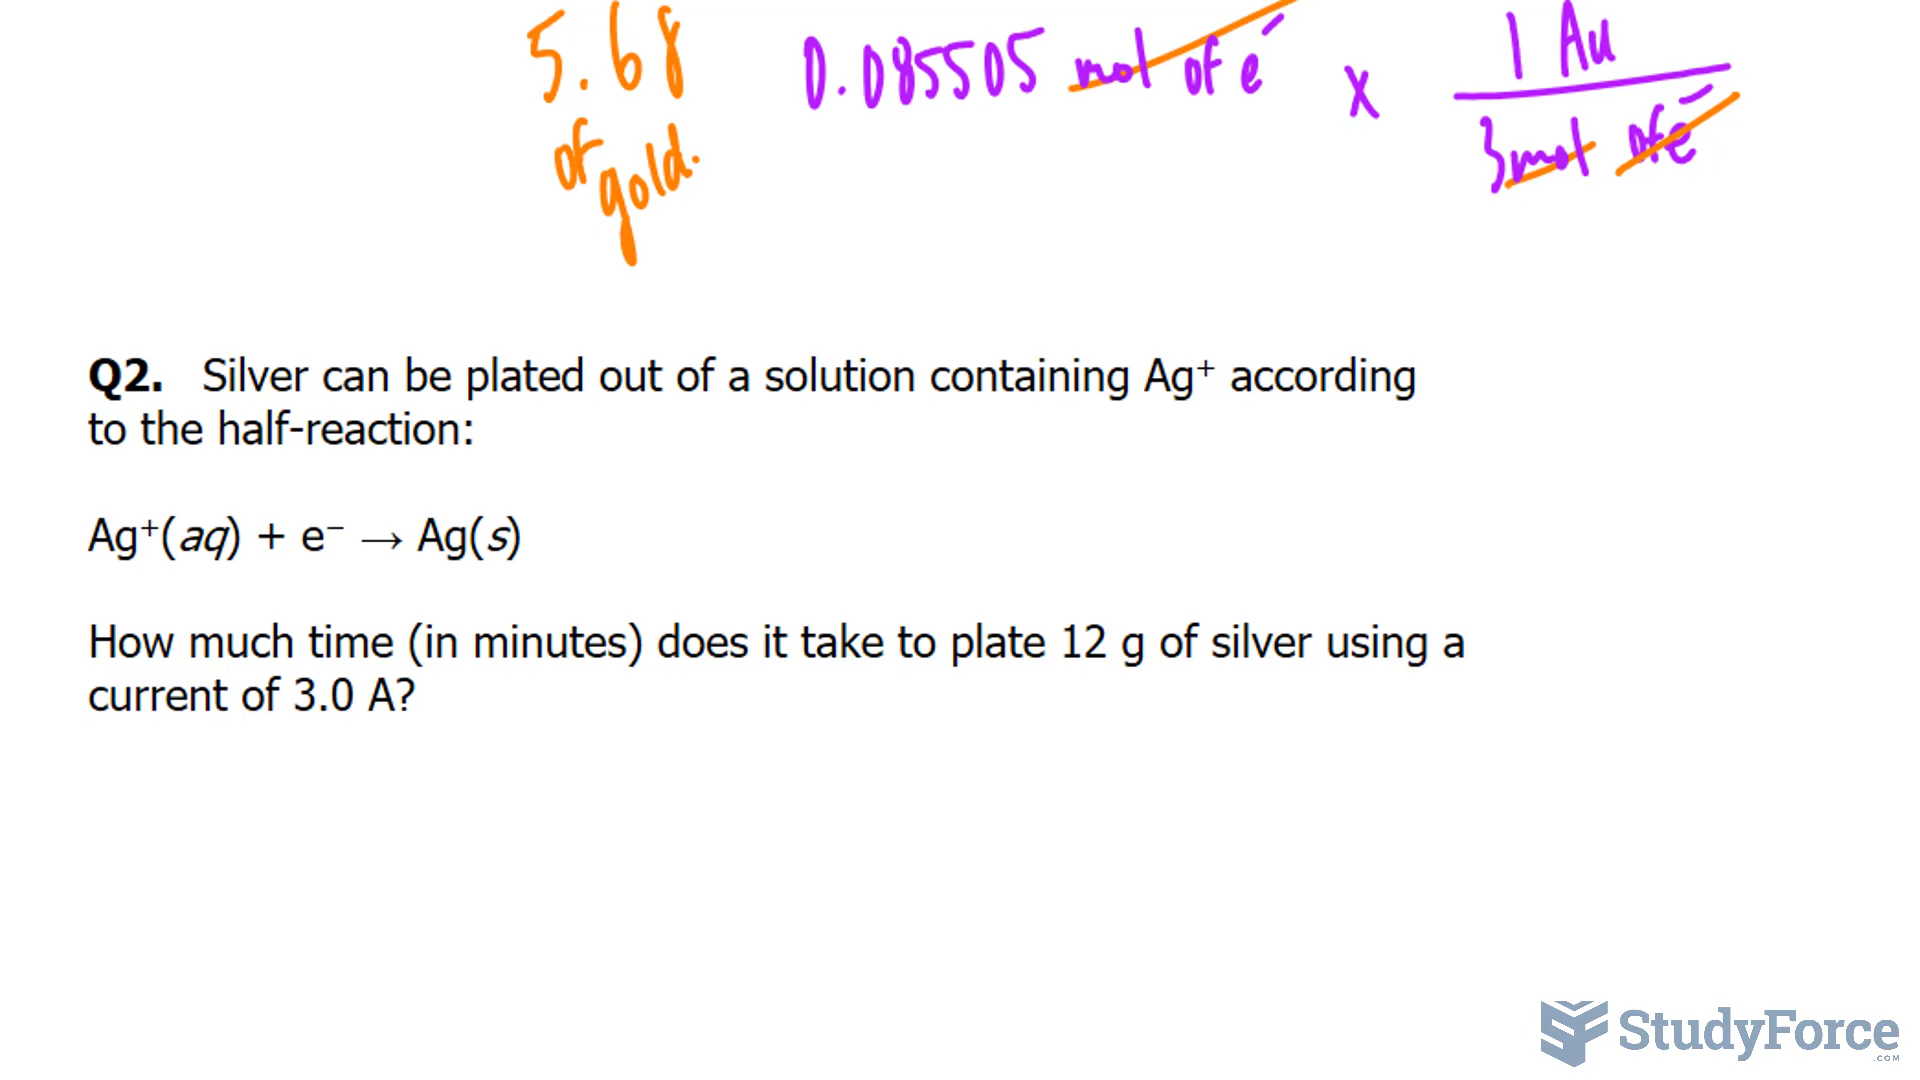 5.68
of
gold.
0.085505 mol of e⁻ x
1 Au
3 mol of e⁻
Q2. Silver can be plated out of a solution containing Ag⁺ according
to the half-reaction:
Ag⁺(aq) + e⁻ → Ag(s)
How much time (in minutes) does it take to plate 12 g of silver using a
current of 3.0 A?
StudyForce
.COM